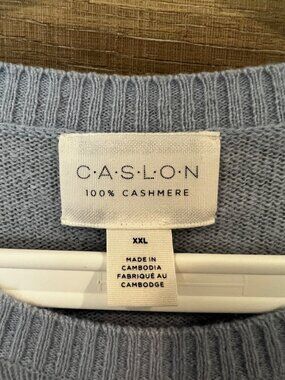 C·A·S·L·O·N
100% CASHMERE
XXL
MADE IN
CAMBODIA
FABRIQUÉ AU
CAMBODGE